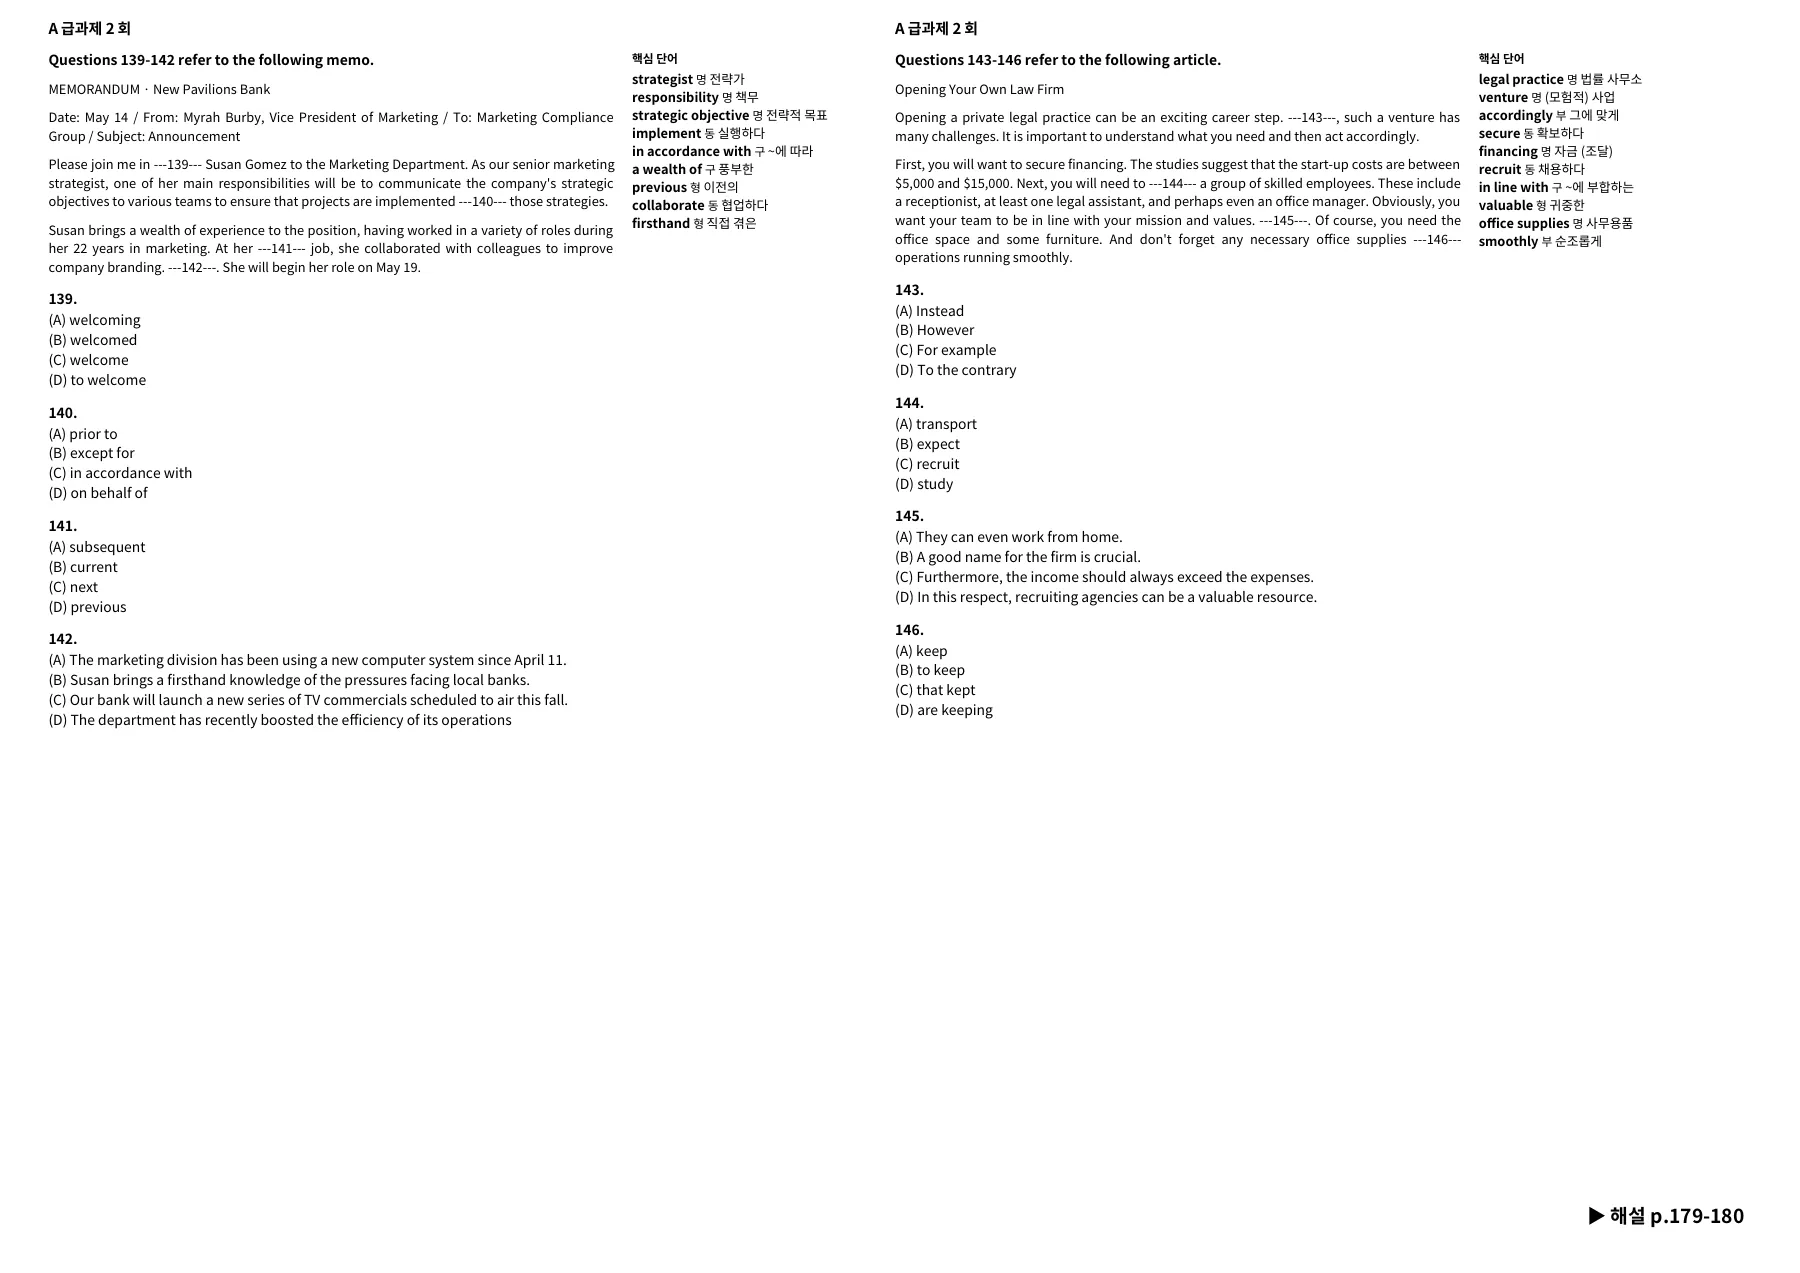 A 급과제 2 회
Questions 139-142 refer to the following memo.
MEMORANDUM · New Pavilions Bank
Date: May 14 / From: Myrah Burby, Vice President of Marketing / To: Marketing Compliance
Group / Subject: Announcement
Please join me in ---139--- Susan Gomez to the Marketing Department. As our senior marketing
strategist, one of her main responsibilities will be to communicate the company's strategic
objectives to various teams to ensure that projects are implemented ---140--- those strategies.
Susan brings a wealth of experience to the position, having worked in a variety of roles during
her 22 years in marketing. At her ---141--- job, she collaborated with colleagues to improve
company branding. ---142---. She will begin her role on May 19.
핵심 단어
strategist 명 전략가
responsibility 명 책무
strategic objective 명 전략적 목표
implement 동 실행하다
in accordance with 구 ~에 따라
a wealth of 구 풍부한
previous 형 이전의
collaborate 동 협업하다
firsthand 형 직접 겪은
139.
(A) welcoming
(B) welcomed
(C) welcome
(D) to welcome
140.
(A) prior to
(B) except for
(C) in accordance with
(D) on behalf of
141.
(A) subsequent
(B) current
(C) next
(D) previous
142.
(A) The marketing division has been using a new computer system since April 11.
(B) Susan brings a firsthand knowledge of the pressures facing local banks.
(C) Our bank will launch a new series of TV commercials scheduled to air this fall.
(D) The department has recently boosted the efficiency of its operations
A 급과제 2 회
Questions 143-146 refer to the following article.
Opening Your Own Law Firm
Opening a private legal practice can be an exciting career step. ---143---, such a venture has
many challenges. It is important to understand what you need and then act accordingly.
First, you will want to secure financing. The studies suggest that the start-up costs are between
$5,000 and $15,000. Next, you will need to ---144--- a group of skilled employees. These include
a receptionist, at least one legal assistant, and perhaps even an office manager. Obviously, you
want your team to be in line with your mission and values. ---145---. Of course, you need the
office space and some furniture. And don't forget any necessary office supplies ---146---
operations running smoothly.
핵심 단어
legal practice 명 법률 사무소
venture 명 (모험적) 사업
accordingly 부 그에 맞게
secure 동 확보하다
financing 명 자금 (조달)
recruit 동 채용하다
in line with 구 ~에 부합하는
valuable 형 귀중한
office supplies 명 사무용품
smoothly 부 순조롭게
143.
(A) Instead
(B) However
(C) For example
(D) To the contrary
144.
(A) transport
(B) expect
(C) recruit
(D) study
145.
(A) They can even work from home.
(B) A good name for the firm is crucial.
(C) Furthermore, the income should always exceed the expenses.
(D) In this respect, recruiting agencies can be a valuable resource.
146.
(A) keep
(B) to keep
(C) that kept
(D) are keeping
▶ 해설 p.179-180